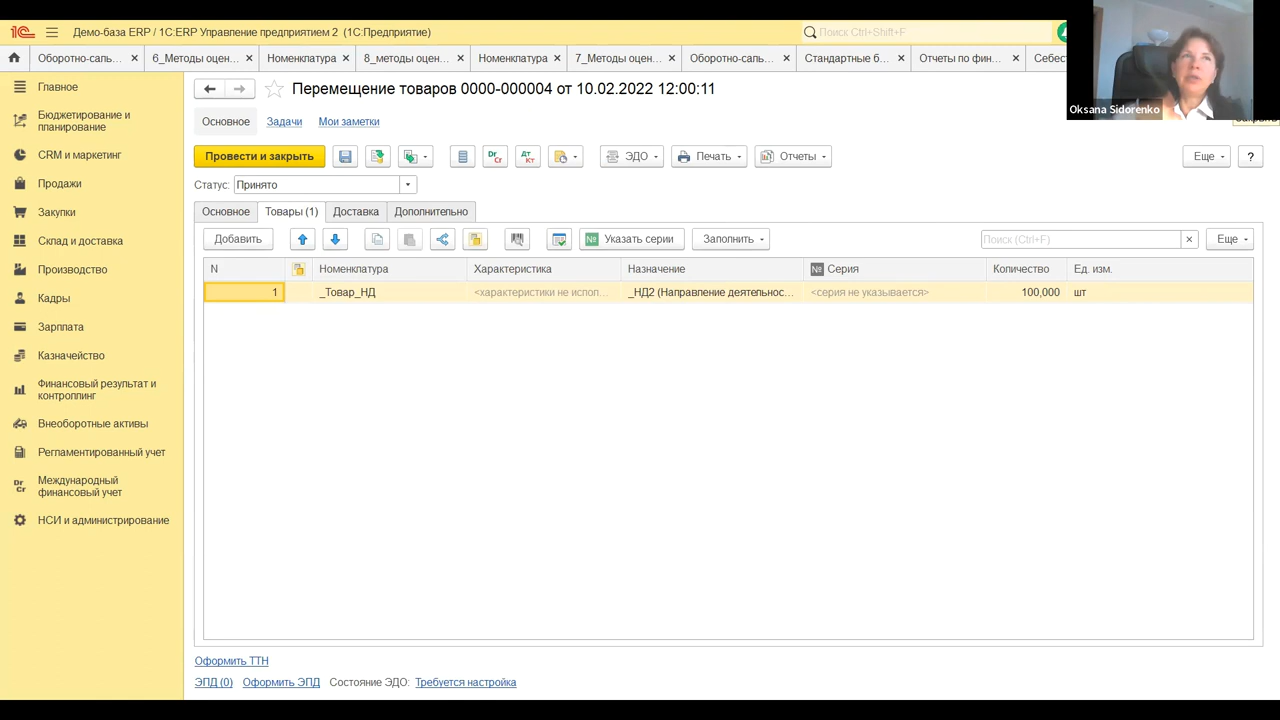 Демо-база ERP / 1С:ERP Управление предприятием 2 (1С:Предприятие)
Поиск Ctrl+Shift+F
Оборотно-саль... × 6_Методы оцен... × Номенклатура × 8_методы оцен... × Номенклатура × 7_Методы оцен... × Оборотно-саль... × Стандартные б... × Отчеты по фин... × Себес
Oksana Sidorenko
Главное
Бюджетирование и
планирование
CRM и маркетинг
Продажи
Закупки
Склад и доставка
Производство
Кадры
Зарплата
Казначейство
Финансовый результат и
контроллинг
Внеоборотные активы
Регламентированный учет
Международный
финансовый учет
НСИ и администрирование
Перемещение товаров 0000-000004 от 10.02.2022 12:00:11
Основное Задачи Мои заметки
Провести и закрыть ЭДО Печать Отчеты Еще ?
Статус: Принято
Основное Товары (1) Доставка Дополнительно
Добавить Указать серии Заполнить Поиск (Ctrl+F) × Еще
N Номенклатура Характеристика Назначение № Серия Количество Ед. изм.
1 _Товар_НД <характеристики не испол... _НД2 (Направление деятельнос... <серия не указывается> 100,000 шт
Оформить ТТН
ЭПД (0) Оформить ЭПД Состояние ЭДО: Требуется настройка